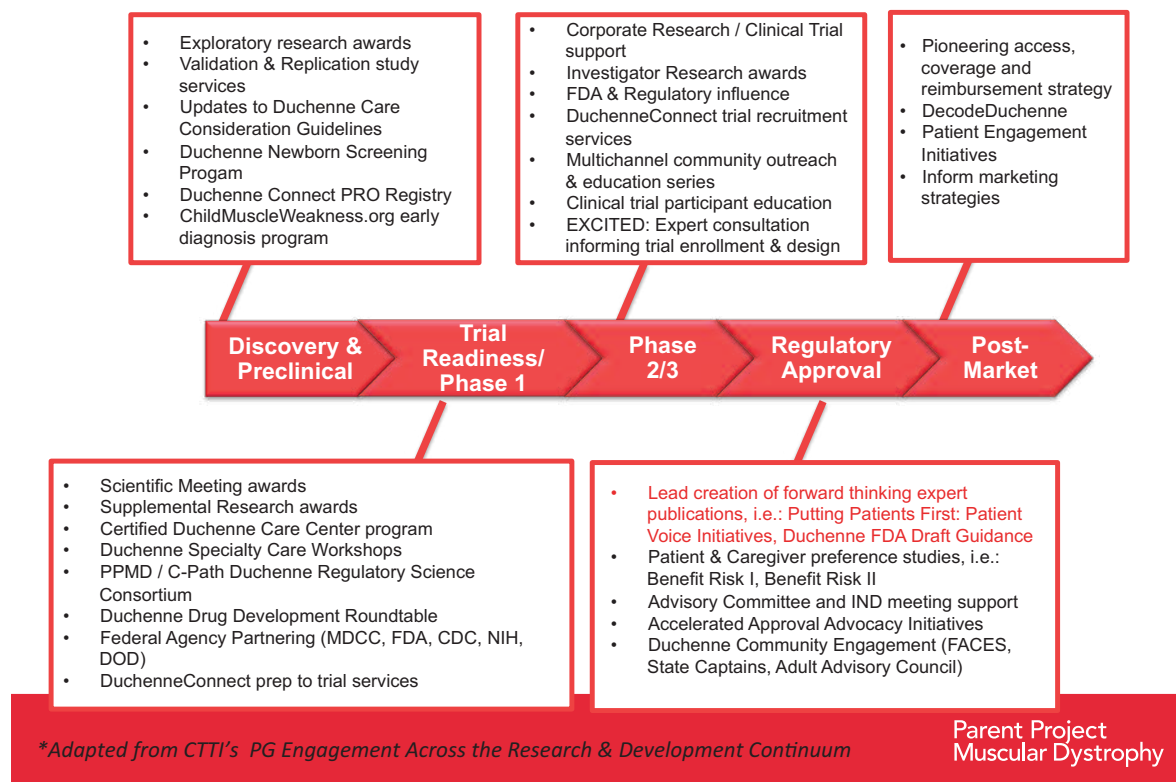 • Exploratory research awards
• Validation & Replication study
services
• Updates to Duchenne Care
Consideration Guidelines
• Duchenne Newborn Screening
Progam
• Duchenne Connect PRO Registry
• ChildMuscleWeakness.org early
diagnosis program
• Corporate Research / Clinical Trial
support
• Investigator Research awards
• FDA & Regulatory influence
• DuchenneConnect trial recruitment
services
• Multichannel community outreach
& education series
• Clinical trial participant education
• EXCITED: Expert consultation
informing trial enrollment & design
• Pioneering access,
coverage and
reimbursement strategy
• DecodeDuchenne
• Patient Engagement
Initiatives
• Inform marketing
strategies
Discovery &
Preclinical
Trial
Readiness/
Phase 1
Phase
2/3
Regulatory
Approval
Post-
Market
• Scientific Meeting awards
• Supplemental Research awards
• Certified Duchenne Care Center program
• Duchenne Specialty Care Workshops
• PPMD / C-Path Duchenne Regulatory Science
Consortium
• Duchenne Drug Development Roundtable
• Federal Agency Partnering (MDCC, FDA, CDC, NIH,
DOD)
• DuchenneConnect prep to trial services
• Lead creation of forward thinking expert
publications, i.e.: Putting Patients First: Patient
Voice Initiatives, Duchenne FDA Draft Guidance
• Patient & Caregiver preference studies, i.e.:
Benefit Risk I, Benefit Risk II
• Advisory Committee and IND meeting support
• Accelerated Approval Advocacy Initiatives
• Duchenne Community Engagement (FACES,
State Captains, Adult Advisory Council)
*Adapted from CTTI's PG Engagement Across the Research & Development Continuum
Parent Project
Muscular Dystrophy